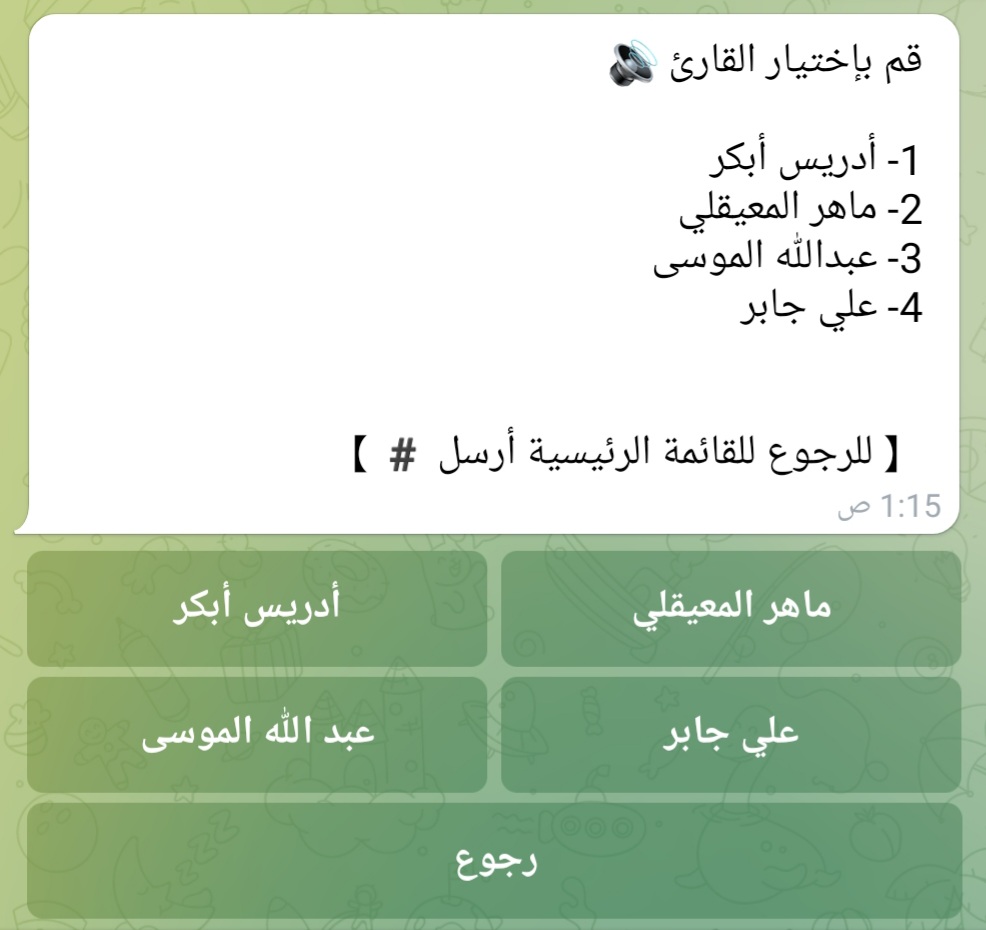 قم بإختيار القارئ 🔊
1- أدريس أبكر
2- ماهر المعيقلي
3- عبدالله الموسى
4- علي جابر
【 للرجوع للقائمة الرئيسية أرسل # 】
1:15 ص
ماهر المعيقلي
أدريس أبكر
علي جابر
عبد الله الموسى
رجوع